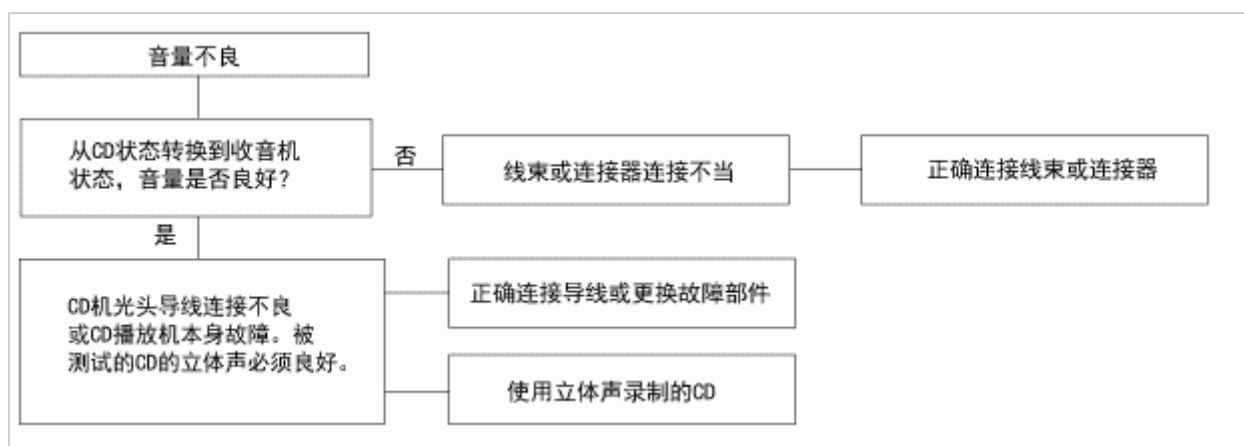 音量不良
从CD状态转换到收音机
状态，音量是否良好？
否
线束或连接器连接不当
正确连接线束或连接器
是
CD机光头导线连接不良
或CD播放机本身故障。被
测试的CD的立体声必须良好。
正确连接导线或更换故障部件
使用立体声录制的CD